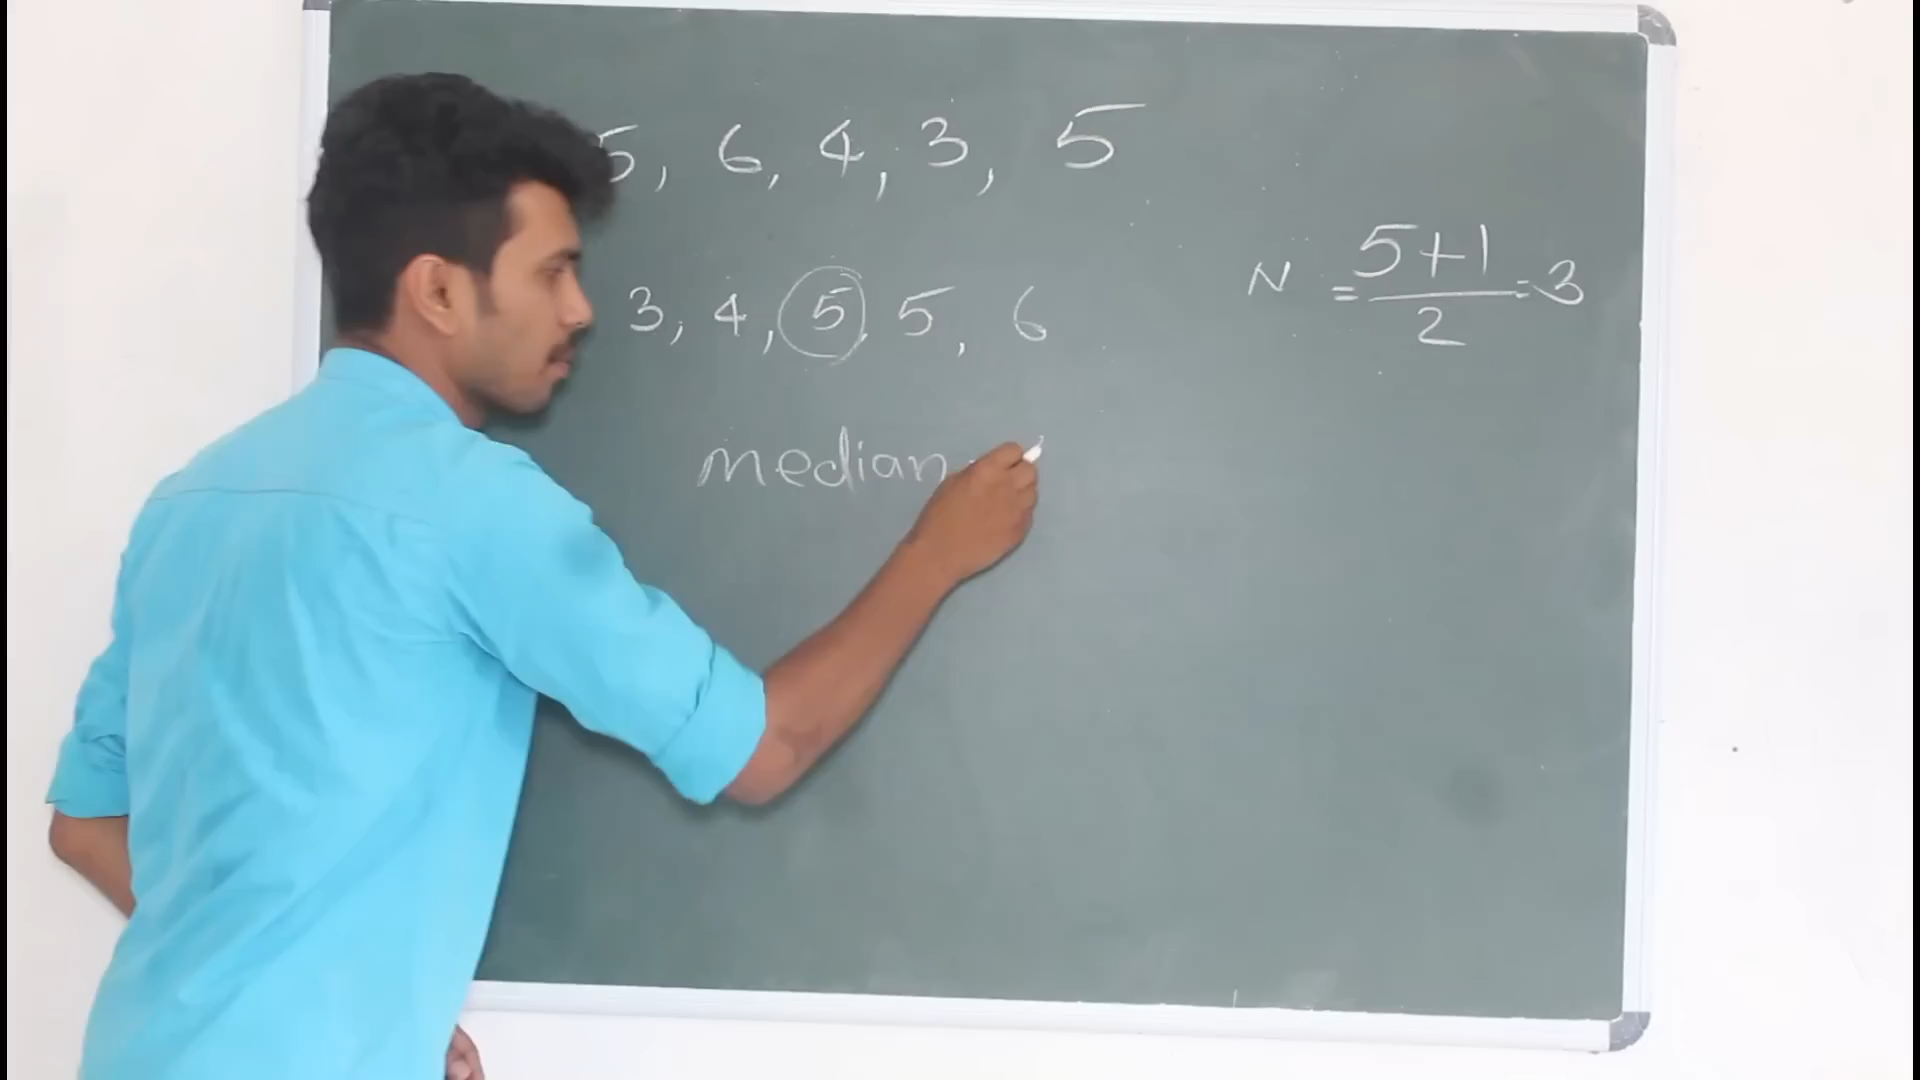 5, 6, 4, 3, 5
3, 4, 5, 5, 6
N = 5+1/2 = 3
median